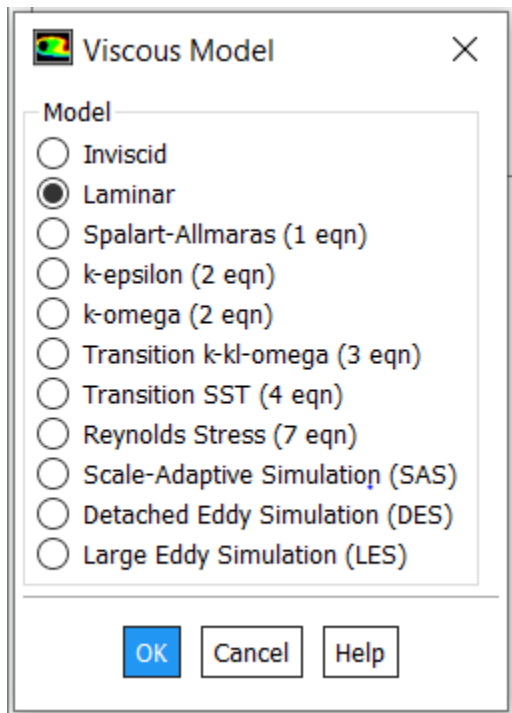 Viscous Model
Model
Inviscid
Laminar
Spalart-Allmaras (1 eqn)
k-epsilon (2 eqn)
k-omega (2 eqn)
Transition k-kl-omega (3 eqn)
Transition SST (4 eqn)
Reynolds Stress (7 eqn)
Scale-Adaptive Simulation (SAS)
Detached Eddy Simulation (DES)
Large Eddy Simulation (LES)
OK Cancel Help